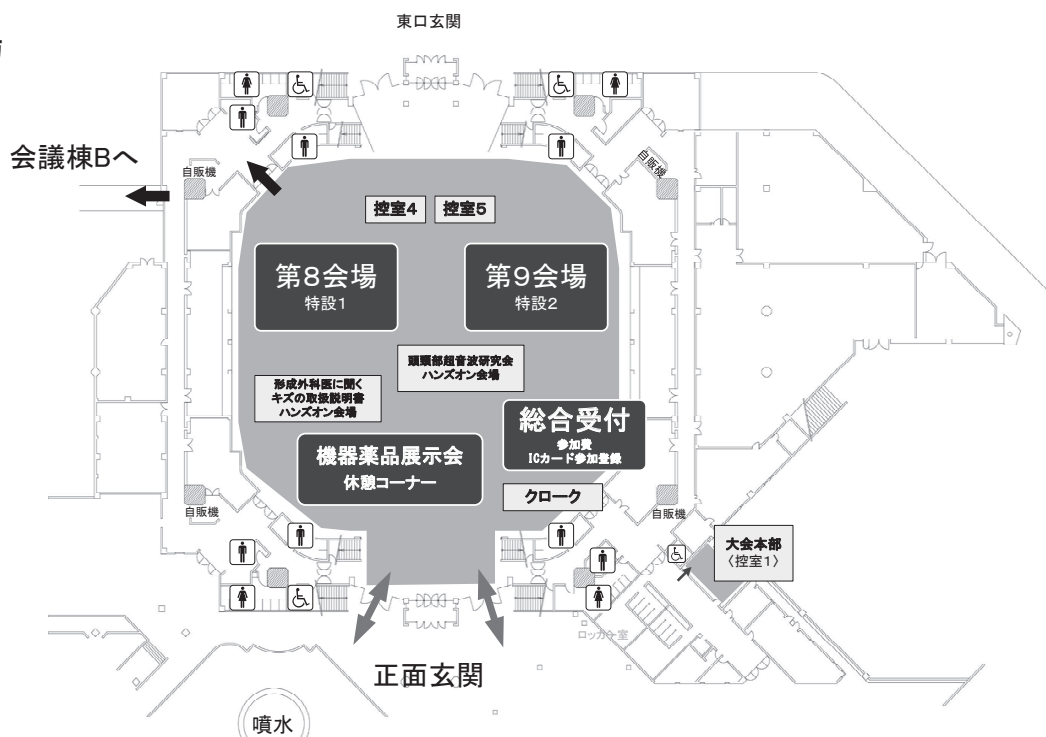 東口玄関
会議棟Bへ
自販機
自販機
控室4
控室5
第8会場
特設1
第9会場
特設2
頭頸部超音波研究会
ハンズオン会場
形成外科医に聞く
キズの取扱説明書
ハンズオン会場
総合受付
参加費
ICカード参加登録
機器薬品展示会
休憩コーナー
クローク
自販機
自販機
大会本部
〈控室1〉
ロッカー室
正面玄関
噴水